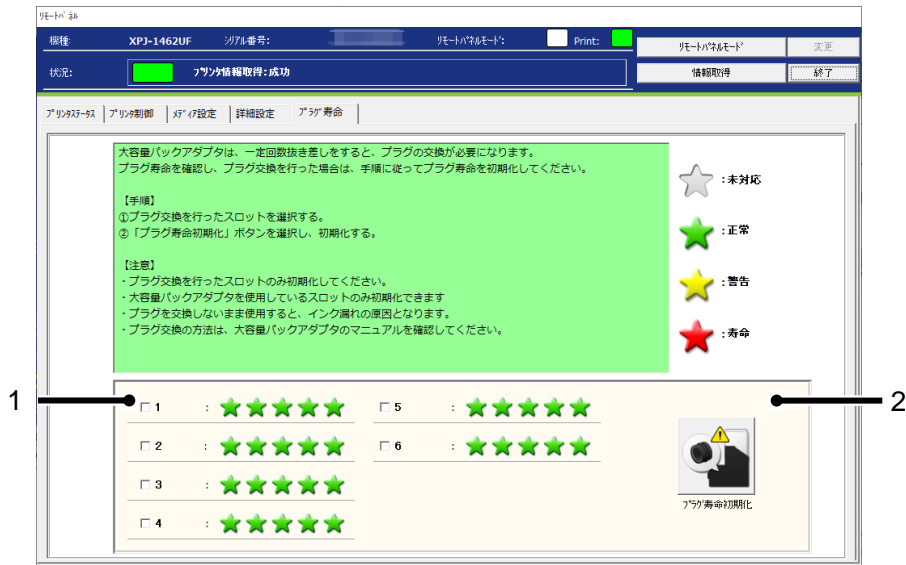 ﾘﾓｰﾄﾊﾟﾈﾙ
機種: XPJ-1462UF ｼﾘｱﾙ番号: ﾘﾓｰﾄﾊﾟﾈﾙﾓｰﾄﾞ: Print: ﾘﾓｰﾄﾊﾟﾈﾙﾓｰﾄﾞ 変更
状況: ﾌﾟﾘﾝﾀ情報取得:成功 情報取得 終了
ﾌﾟﾘﾝﾀｽﾃｰﾀｽ ﾌﾟﾘﾝﾀ制御 ﾒﾃﾞｨｱ設定 詳細設定 ﾌﾟﾗｸﾞ寿命
大容量パックアダプタは、一定回数抜き差しをすると、プラグの交換が必要になります。
プラグ寿命を確認し、プラグ交換を行った場合は、手順に従ってプラグ寿命を初期化してください。
【手順】
①プラグ交換を行ったスロットを選択する。
②「プラグ寿命初期化」ボタンを選択し、初期化する。
【注意】
・プラグ交換を行ったスロットのみ初期化してください。
・大容量パックアダプタを使用しているスロットのみ初期化できます
・プラグを交換しないまま使用すると、インク漏れの原因となります。
・プラグ交換の方法は、大容量パックアダプタのマニュアルを確認してください。
:未対応
:正常
:警告
:寿命
1 2
1 : 5 :
2 : 6 :
3 :
4 :
ﾌﾟﾗｸﾞ寿命初期化